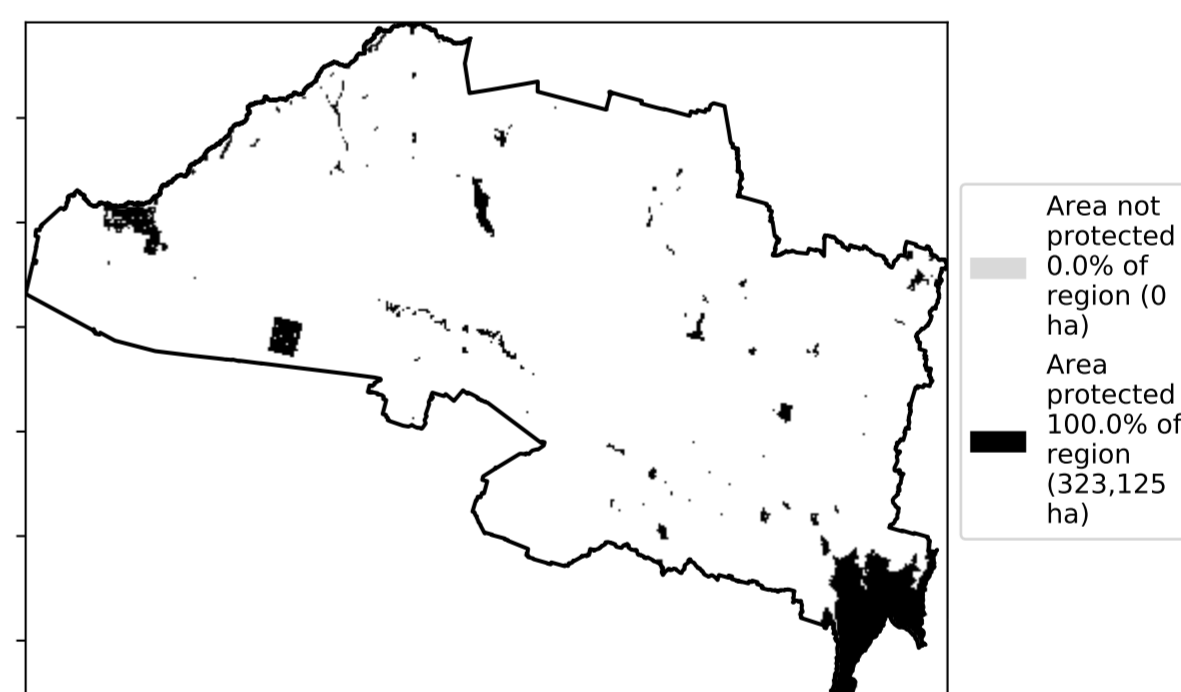 Area not
protected
0.0% of
region (0
ha)
Area
protected
100.0% of
region
(323,125
ha)